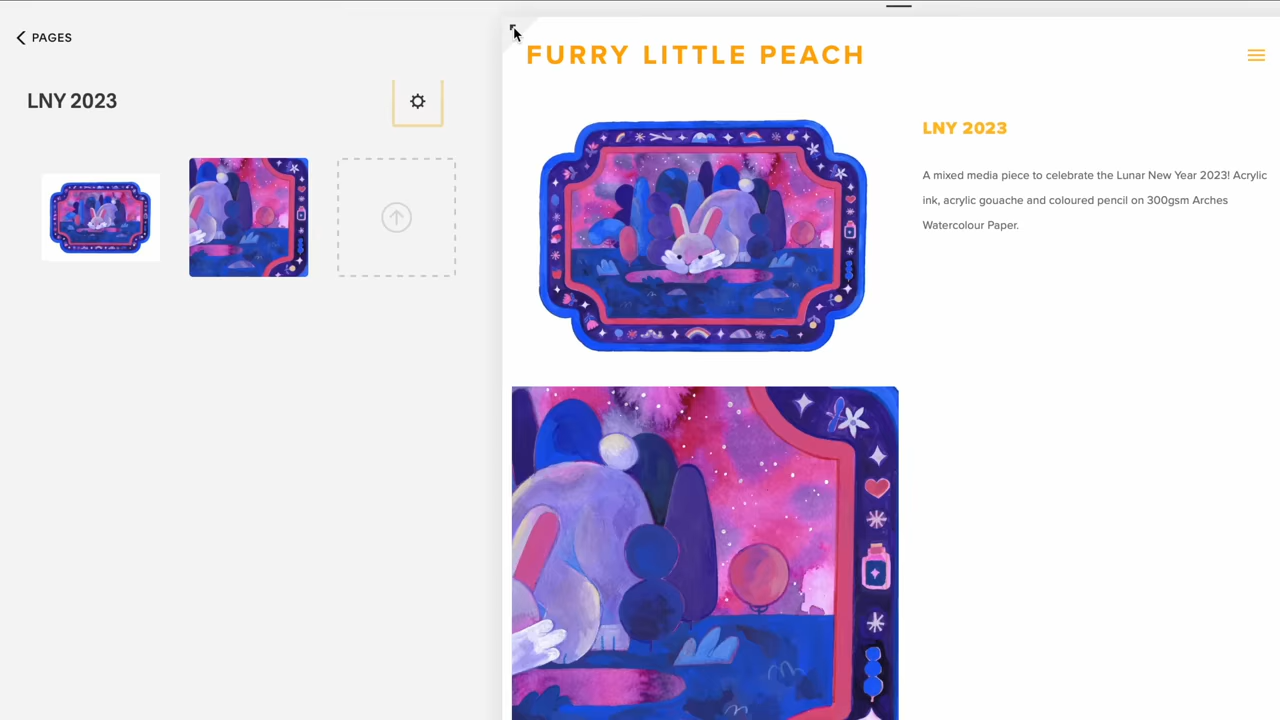 PAGES
LNY 2023
FURRY LITTLE PEACH
LNY 2023
A mixed media piece to celebrate the Lunar New Year 2023! Acrylic
ink, acrylic gouache and coloured pencil on 300gsm Arches
Watercolour Paper.